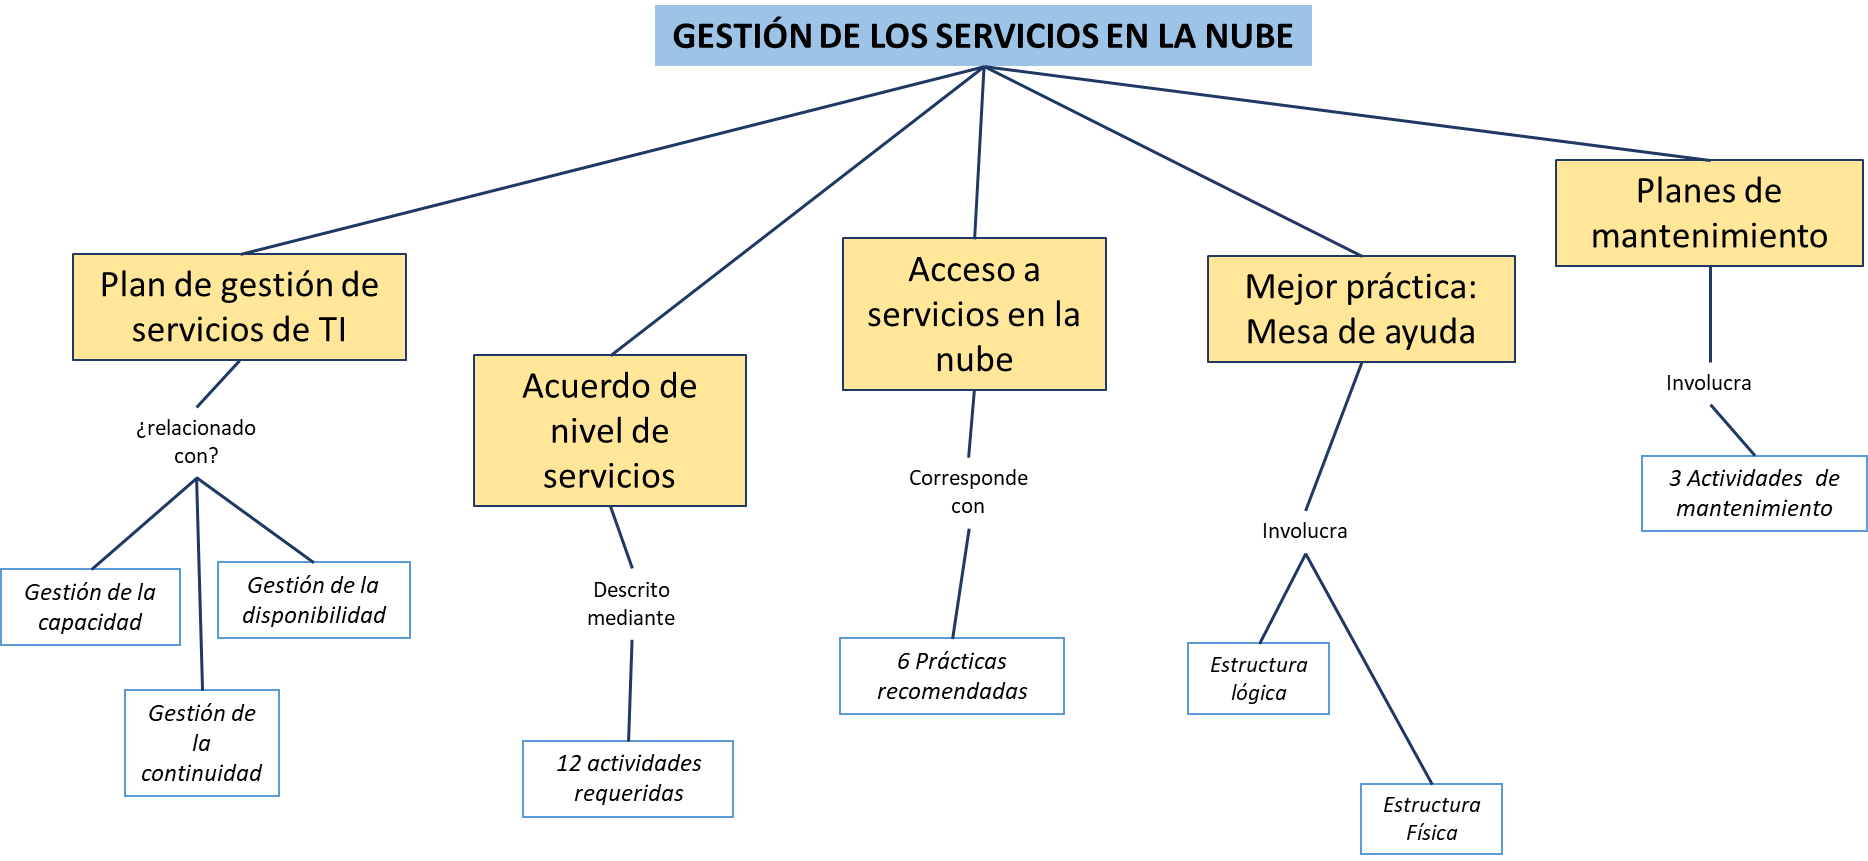 GESTIÓN DE LOS SERVICIOS EN LA NUBE
Plan de gestión de
servicios de TI
¿relacionado
con?
Gestión de la
capacidad
Gestión de
la
continuidad
Gestión de la
disponibilidad
Acuerdo de
nivel de
servicios
Descrito
mediante
12 actividades
requeridas
Acceso a
servicios en la
nube
Corresponde
con
6 Prácticas
recomendadas
Mejor práctica:
Mesa de ayuda
Involucra
Estructura
lógica
Estructura
Física
Planes de
mantenimiento
Involucra
3 Actividades de
mantenimiento